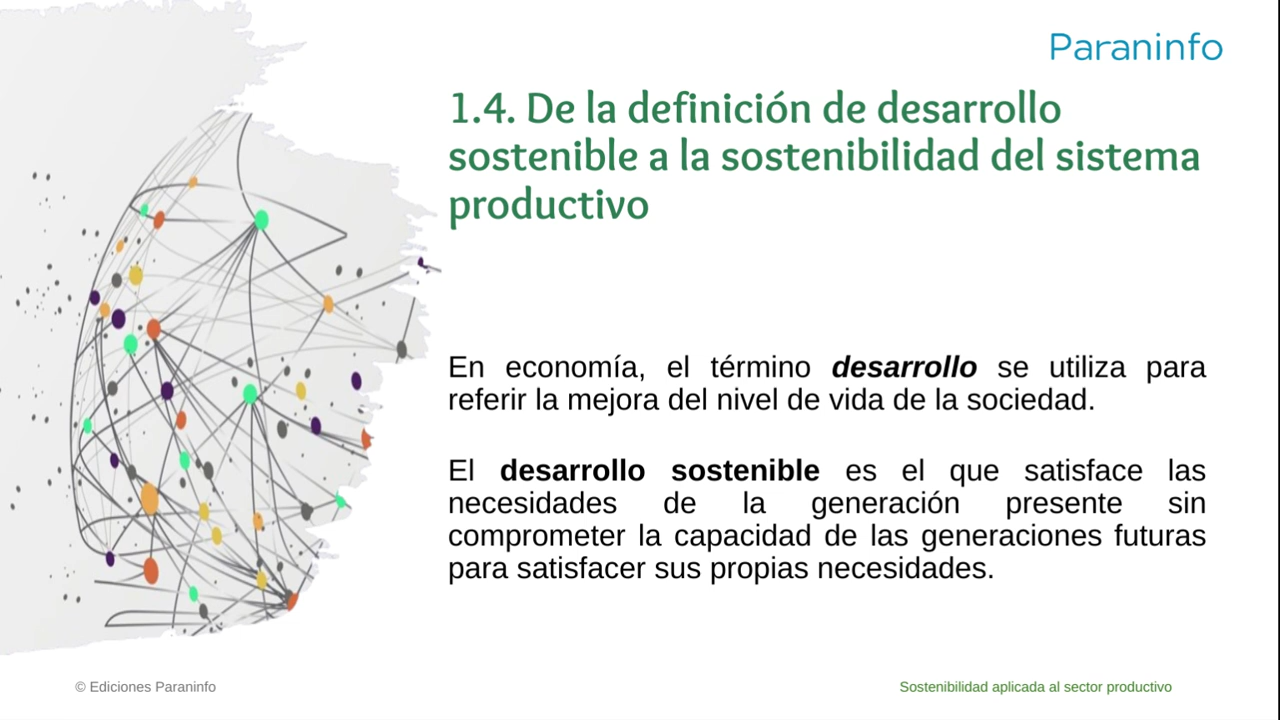 Paraninfo
1.4. De la definición de desarrollo
sostenible a la sostenibilidad del sistema
productivo
En economía, el término desarrollo se utiliza para
referir la mejora del nivel de vida de la sociedad.
El desarrollo sostenible es el que satisface las
necesidades de la generación presente sin
comprometer la capacidad de las generaciones futuras
para satisfacer sus propias necesidades.
© Ediciones Paraninfo
Sostenibilidad aplicada al sector productivo